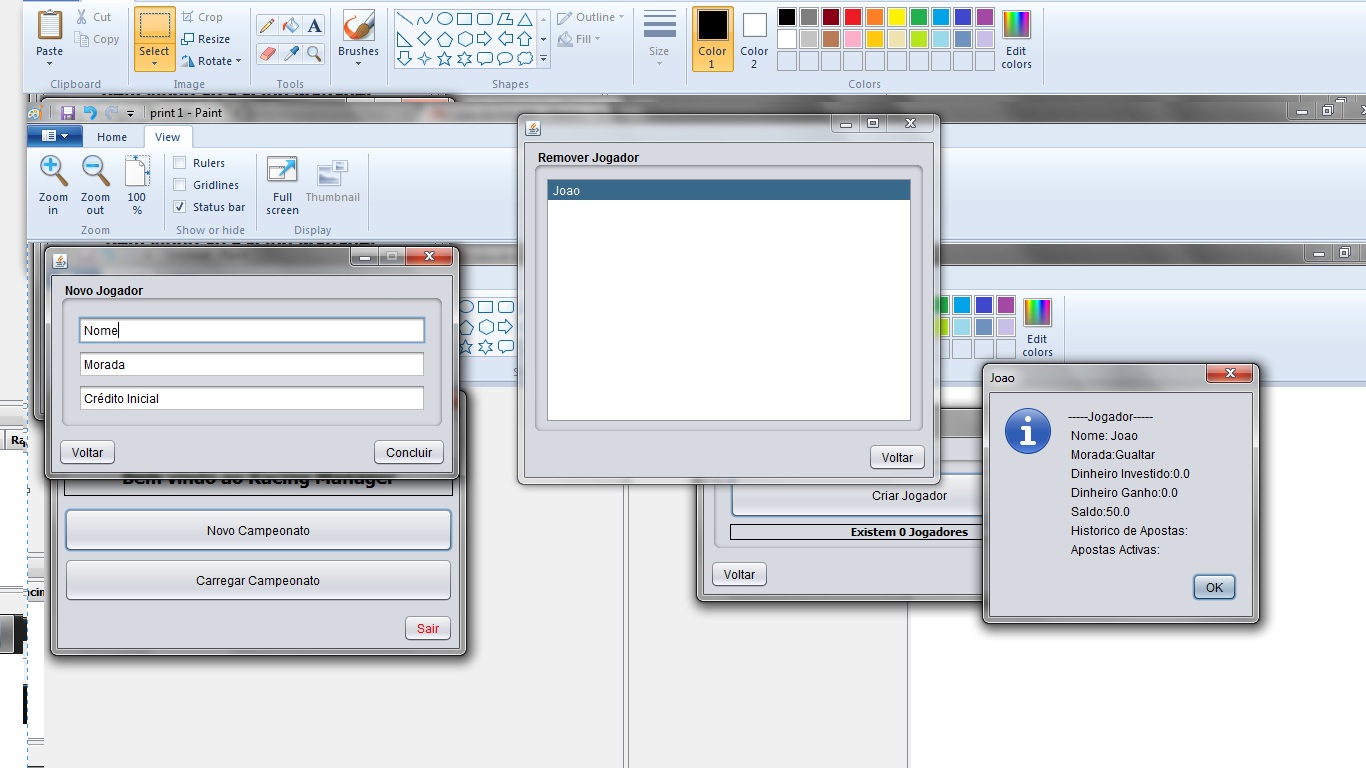 Paste
Cut
Copy
Clipboard
Select
Crop
Resize
Rotate
Image
A
Tools
Brushes
Shapes
Outline
Fill
Size
Color
1
Color
2
Edit
colors
Colors
print 1 - Paint
Home
View
Zoom
in
Zoom
out
100
%
Zoom
Rulers
Gridlines
Status bar
Show or hide
Full
screen
Thumbnail
Display
Remover Jogador
Joao
Voltar
Novo Jogador
Nome
Morada
Crédito Inicial
Voltar
Concluir
Edit
colors
Bem vindo ao Racing Manager
Novo Campeonato
Carregar Campeonato
Sair
Criar Jogador
Existem 0 Jogadores
Voltar
Joao
-----Jogador-----
Nome: Joao
Morada:Gualtar
Dinheiro Investido:0.0
Dinheiro Ganho:0.0
Saldo:50.0
Historico de Apostas:
Apostas Activas:
OK